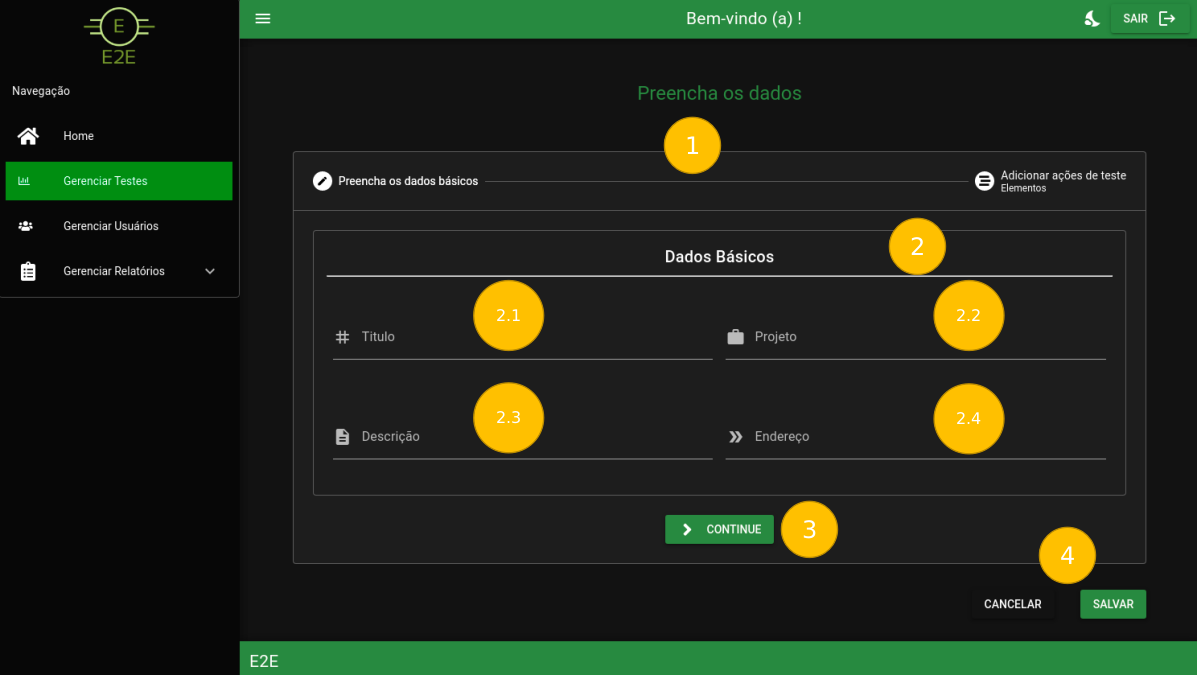 E
E2E
Navegação
Home
Gerenciar Testes
Gerenciar Usuários
Gerenciar Relatórios
Bem-vindo (a) !
SAIR
Preencha os dados
1
Preencha os dados básicos
Adicionar ações de teste
Elementos
2
Dados Básicos
2.1
2.2
Titulo
Projeto
2.3
2.4
Descrição
Endereço
CONTINUE
3
4
CANCELAR
SALVAR
E2E